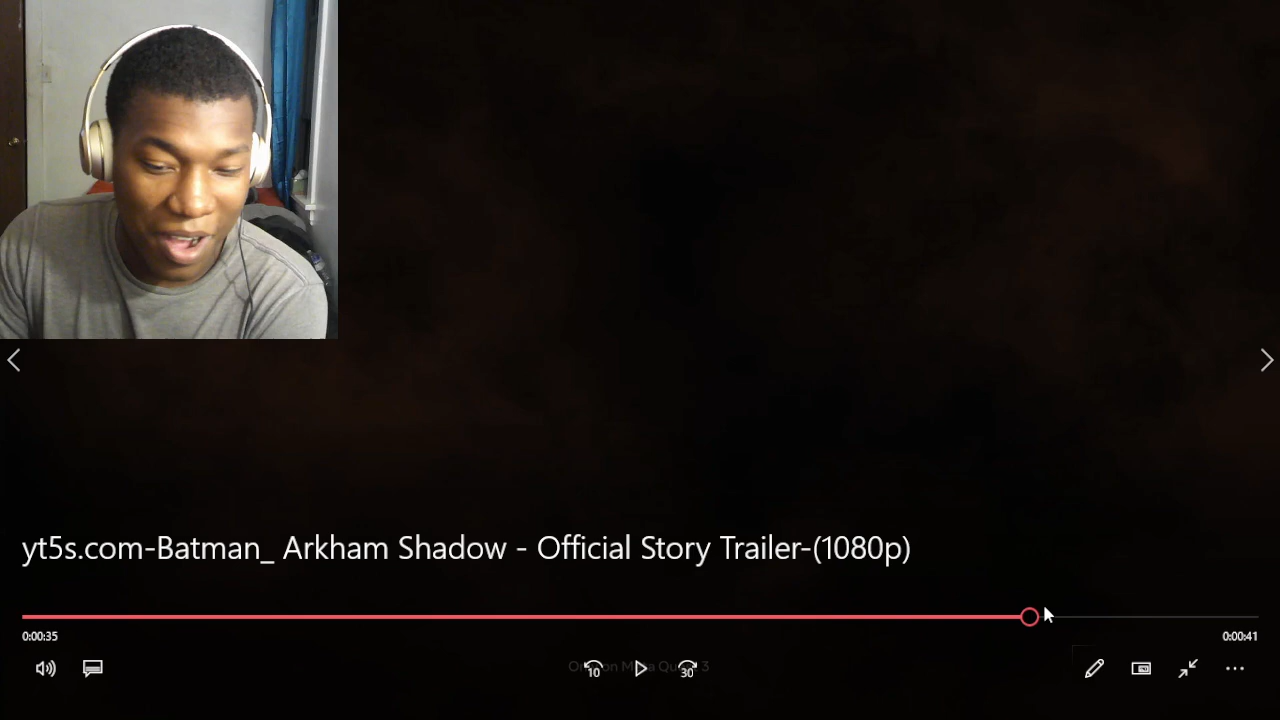 yt5s.com-Batman_ Arkham Shadow - Official Story Trailer-(1080p)
0:00:35
0:00:41
10
30